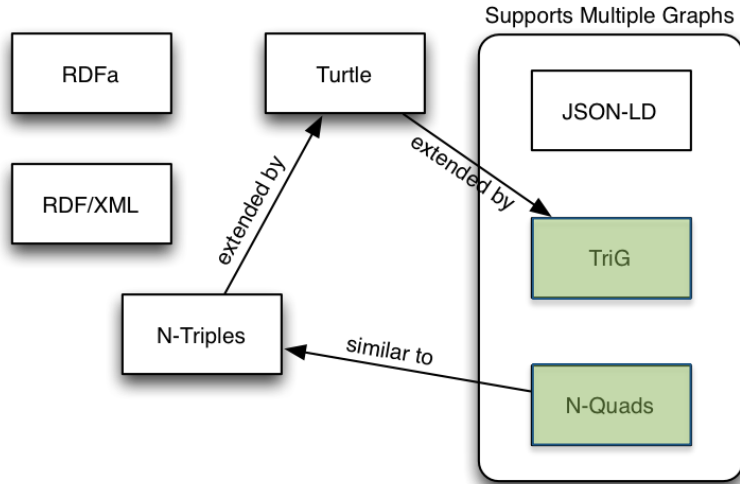 Supports Multiple Graphs
RDFa
Turtle
JSON-LD
extended by
extended by
RDF/XML
TriG
N-Triples
similar to
N-Quads